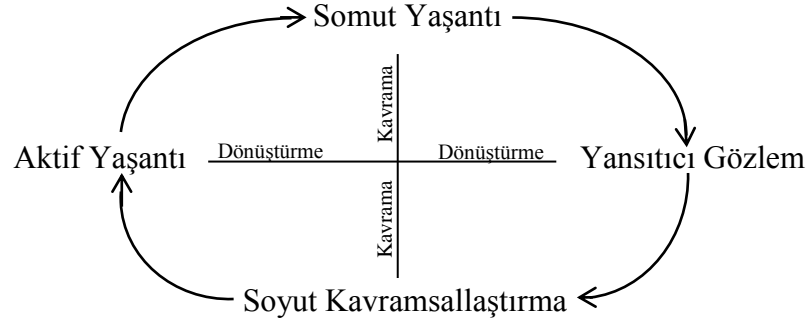 Somut Yaşantı
Kavrama
Aktif Yaşantı
Dönüştürme
Dönüştürme
Yansıtıcı Gözlem
Kavrama
Soyut Kavramsallaştırma